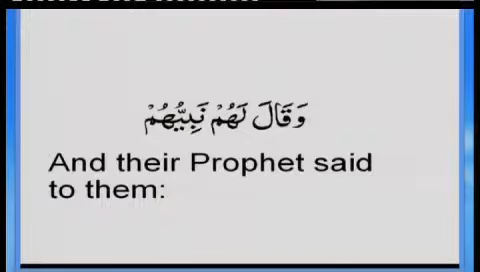 وَقَالَ لَهُمْ نَبِيُّهُمْ
And their Prophet said
to them: